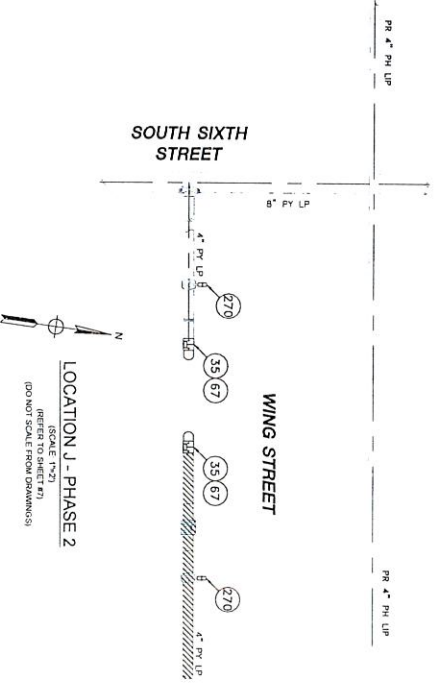 PR 4" PH LIP
SOUTH SIXTH
STREET
8" PY LP
4" PY LP
270
35
67
WING STREET
35
67
270
4" PY LP
PR 4" PH LIP
N
LOCATION J - PHASE 2
(SCALE: 1"=2')
(REFER TO SHEET #7)
(DO NOT SCALE FROM DRAWINGS)